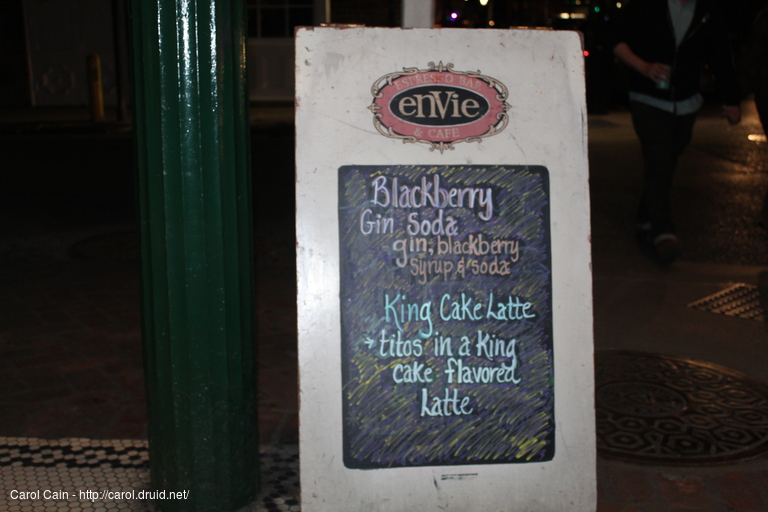 ESPRESSO BAR
enVie
& CAFE
Blackberry
Gin Soda
gin, blackberry
syrup & soda
King Cake Latte
→ titos in a King
cake flavored
Latte
Carol Cain - http://carol.druid.net/